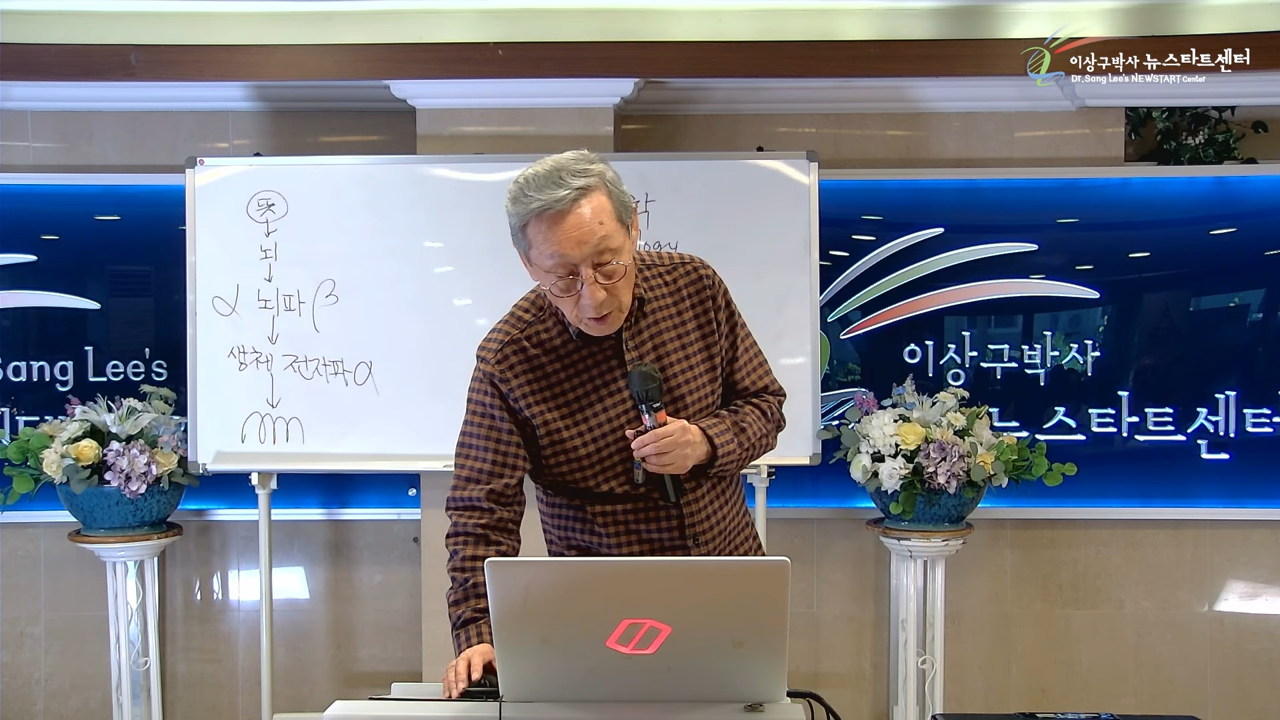 이상구박사 뉴스타트센터
Dr. Sang Lee's NEWSTART Center
뜻
뇌
α 뇌파 β
생체 전자파 α
학
logy
Sang Lee's
이상구박사
뉴스타트센터